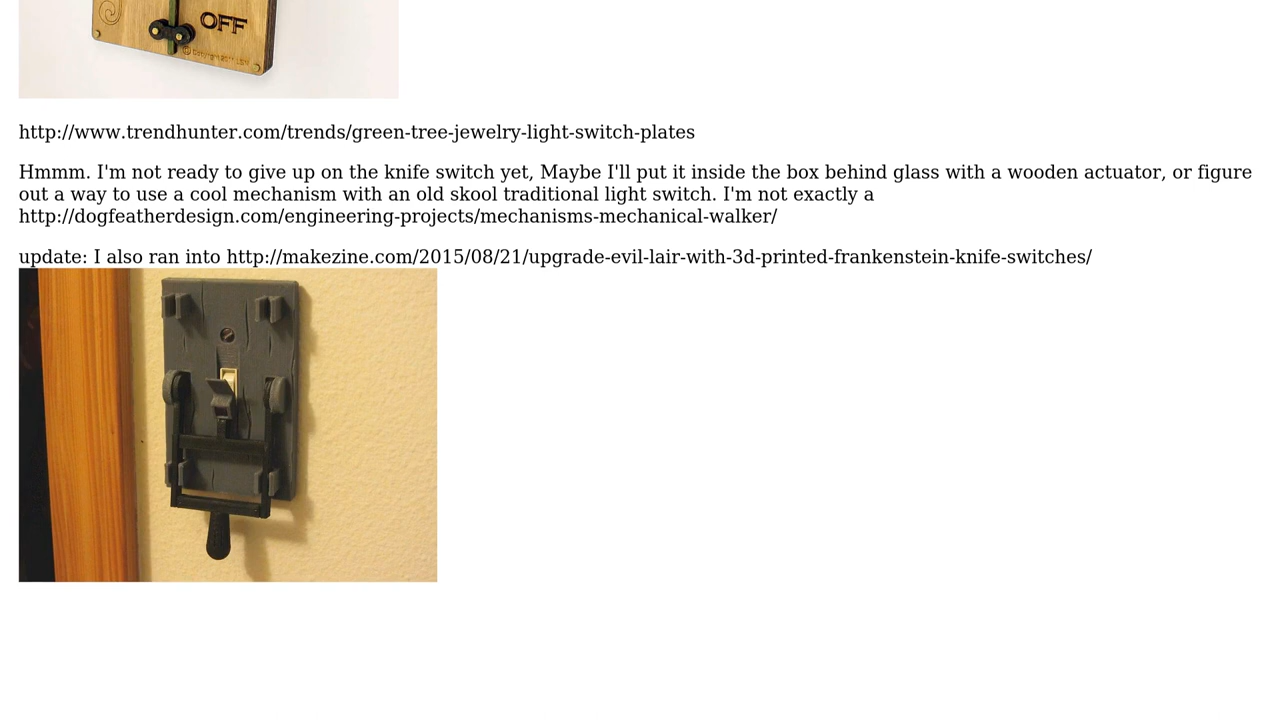 OFF
http://www.trendhunter.com/trends/green-tree-jewelry-light-switch-plates
Hmmm. I'm not ready to give up on the knife switch yet, Maybe I'll put it inside the box behind glass with a wooden actuator, or figure
out a way to use a cool mechanism with an old skool traditional light switch. I'm not exactly a
http://dogfeatherdesign.com/engineering-projects/mechanisms-mechanical-walker/
update: I also ran into http://makezine.com/2015/08/21/upgrade-evil-lair-with-3d-printed-frankenstein-knife-switches/